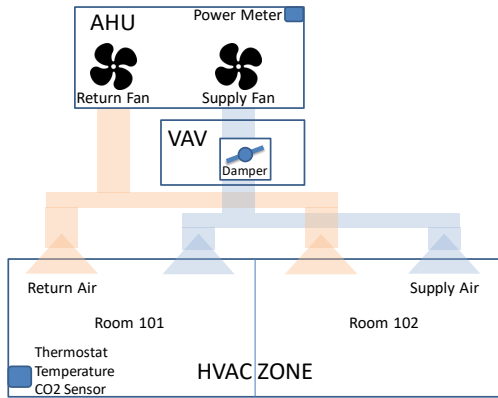 Power Meter
AHU
Return Fan
Supply Fan
VAV
Damper
Return Air
Supply Air
Room 101
Room 102
Thermostat
Temperature
CO2 Sensor
HVAC ZONE